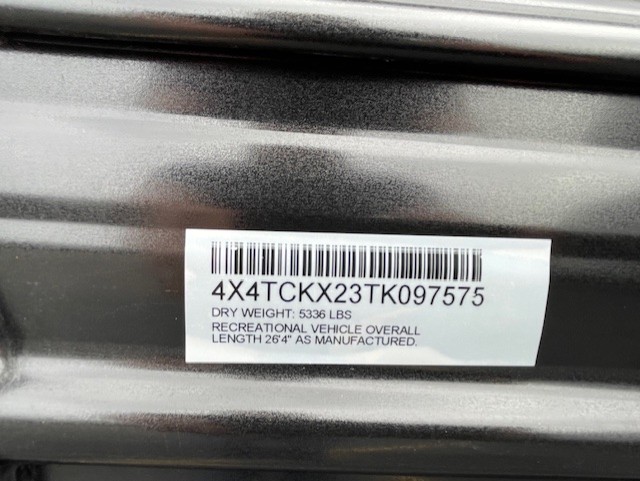 4X4TCKX23TK097575
DRY WEIGHT: 5336 LBS
RECREATIONAL VEHICLE OVERALL
LENGTH 26'4" AS MANUFACTURED.